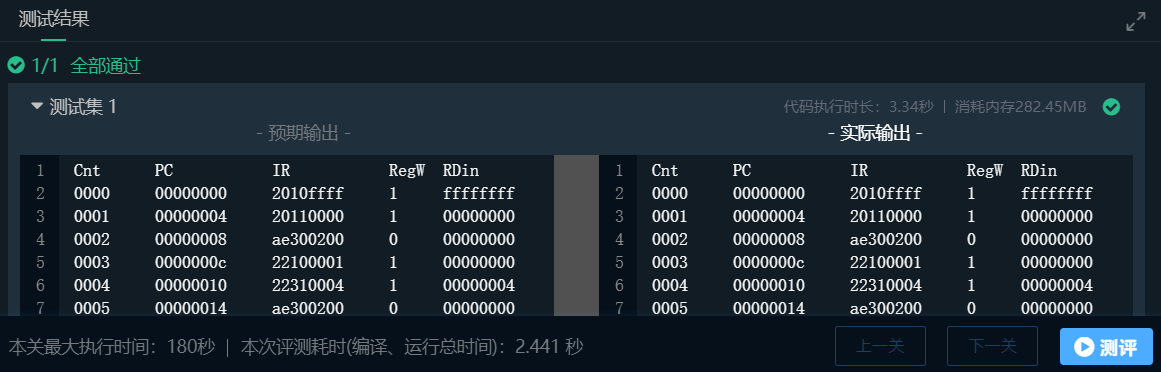 测试结果
1/1 全部通过
测试集 1 代码执行时长：3.34秒 | 消耗内存282.45MB
- 预期输出 - - 实际输出 -
1 Cnt PC IR RegW RDin 1 Cnt PC IR RegW RDin
2 0000 00000000 2010ffff 1 ffffffff 2 0000 00000000 2010ffff 1 ffffffff
3 0001 00000004 20110000 1 00000000 3 0001 00000004 20110000 1 00000000
4 0002 00000008 ae300200 0 00000000 4 0002 00000008 ae300200 0 00000000
5 0003 0000000c 22100001 1 00000000 5 0003 0000000c 22100001 1 00000000
6 0004 00000010 22310004 1 00000004 6 0004 00000010 22310004 1 00000004
7 0005 00000014 ae300200 0 00000000 7 0005 00000014 ae300200 0 00000000
本关最大执行时间：180秒 | 本次评测耗时(编译、运行总时间)：2.441 秒 上一关 下一关 测评